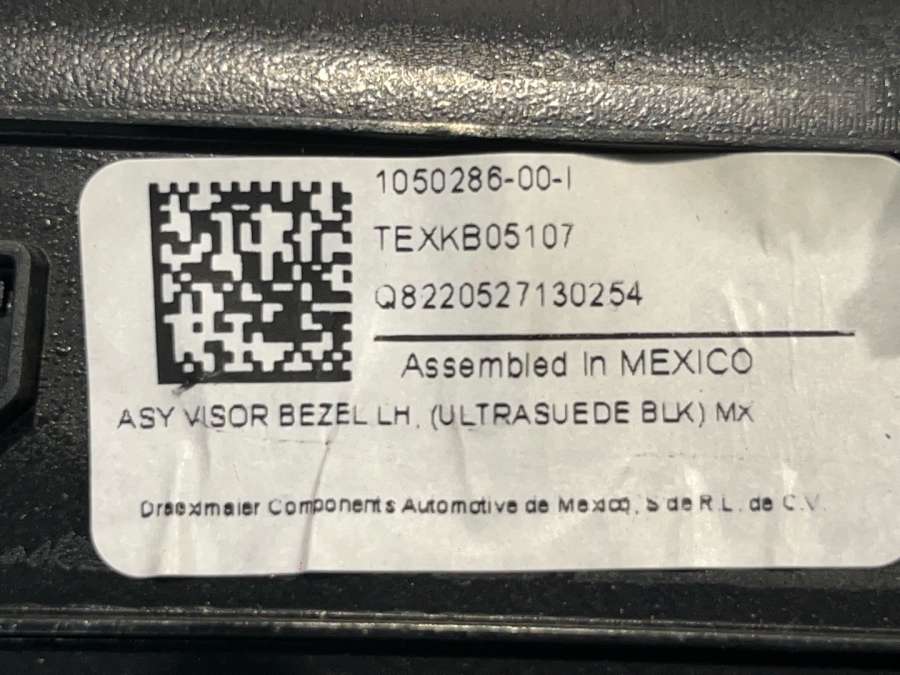 1050286-00-I
TEXKB05107
Q8220527130254
Assembled In MEXICO
ASY VISOR BEZEL LH, (ULTRASUEDE BLK) MX
Draexmaier Components Automotive de Mexico, S de R.L. de C.V.